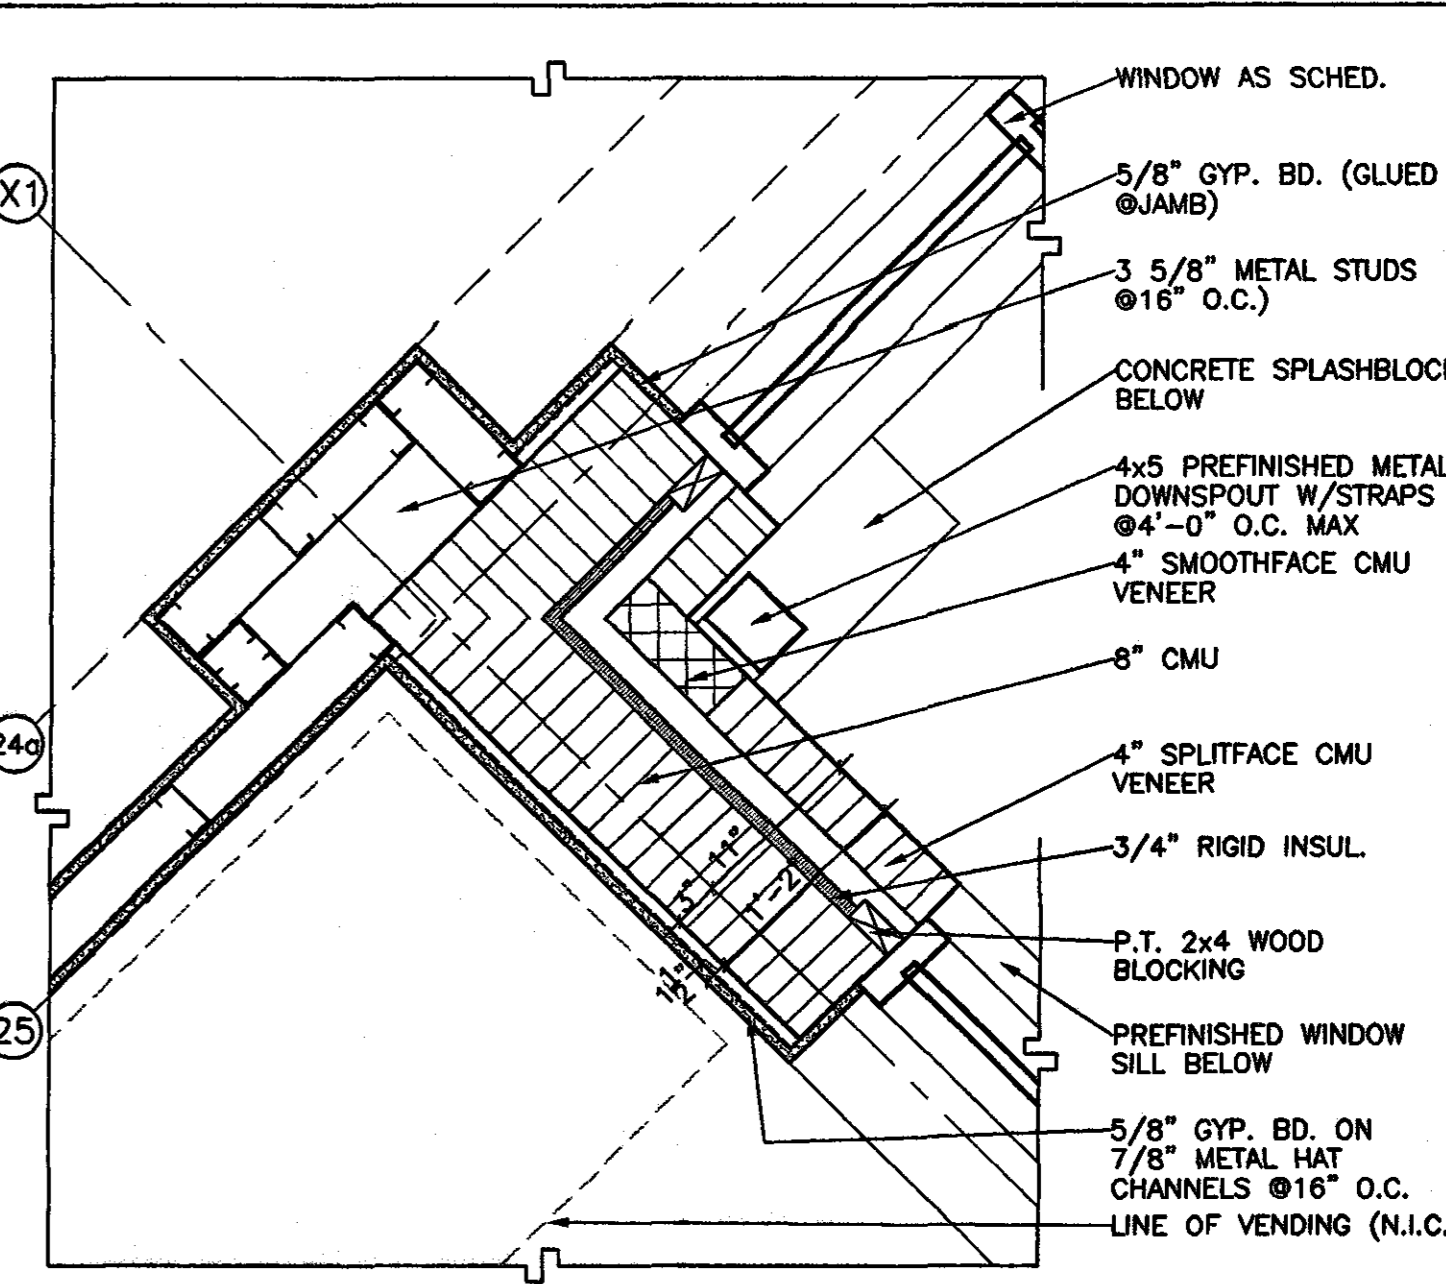 WINDOW AS SCHED.
5/8" GYP. BD. (GLUED
@JAMB)
3 5/8" METAL STUDS
@16" O.C.)
CONCRETE SPLASHBLOCK
BELOW
4x5 PREFINISHED METAL
DOWNSPOUT W/STRAPS
@4'-0" O.C. MAX
4" SMOOTHFACE CMU
VENEER
8" CMU
4" SPLITFACE CMU
VENEER
3/4" RIGID INSUL.
P.T. 2x4 WOOD
BLOCKING
PREFINISHED WINDOW
SILL BELOW
5/8" GYP. BD. ON
7/8" METAL HAT
CHANNELS @16" O.C.
LINE OF VENDING (N.I.C.
X1
24a
25
1'-2
1 1/2"